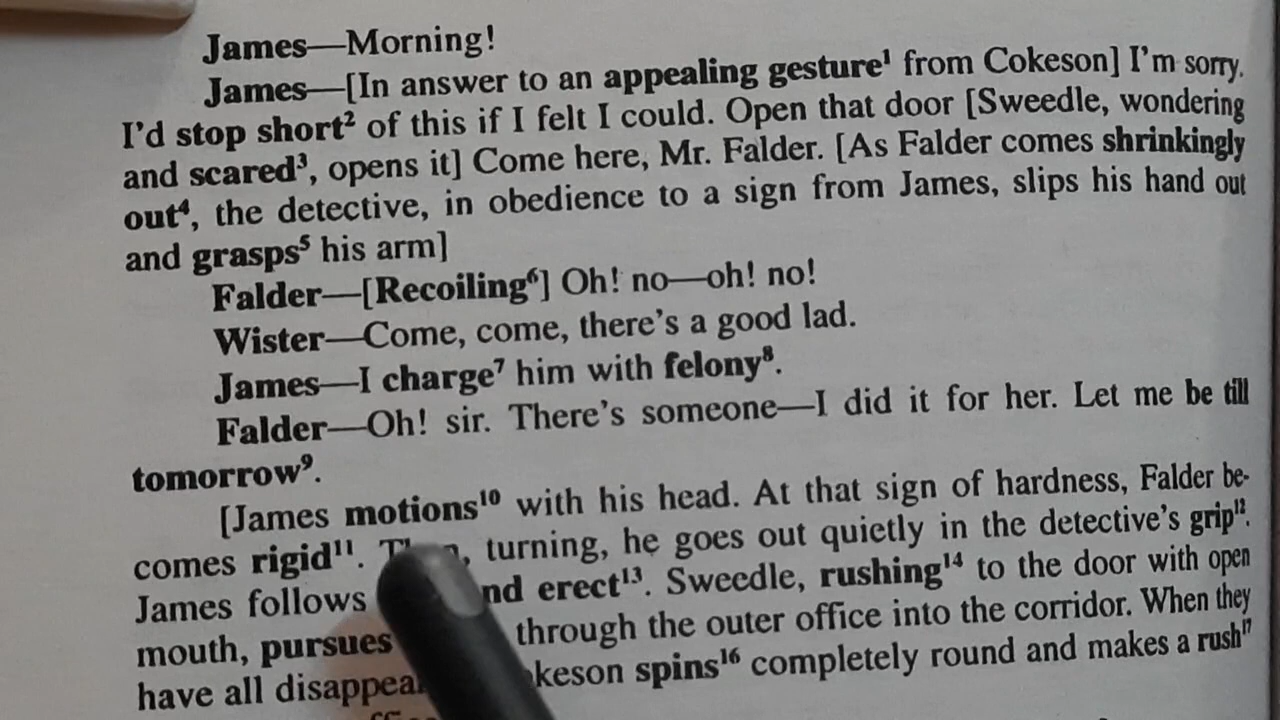 James—Morning!
James—[In answer to an appealing gesture¹ from Cokeson] I'm sorry.
I'd stop short² of this if I felt I could. Open that door [Sweedle, wondering
and scared³, opens it] Come here, Mr. Falder. [As Falder comes shrinkingly
out⁴, the detective, in obedience to a sign from James, slips his hand out
and grasps⁵ his arm]
Falder—[Recoiling⁶] Oh! no—oh! no!
Wister—Come, come, there's a good lad.
James—I charge⁷ him with felony⁸.
Falder—Oh! sir. There's someone—I did it for her. Let me be till
tomorrow⁹.
[James motions¹⁰ with his head. At that sign of hardness, Falder be-
comes rigid¹¹. turning, he goes out quietly in the detective's grip¹².
James follows erect¹³. Sweedle, rushing¹⁴ to the door with open
mouth, pursues through the outer office into the corridor. When they
have all spins¹⁶ completely round and makes a rush¹⁷